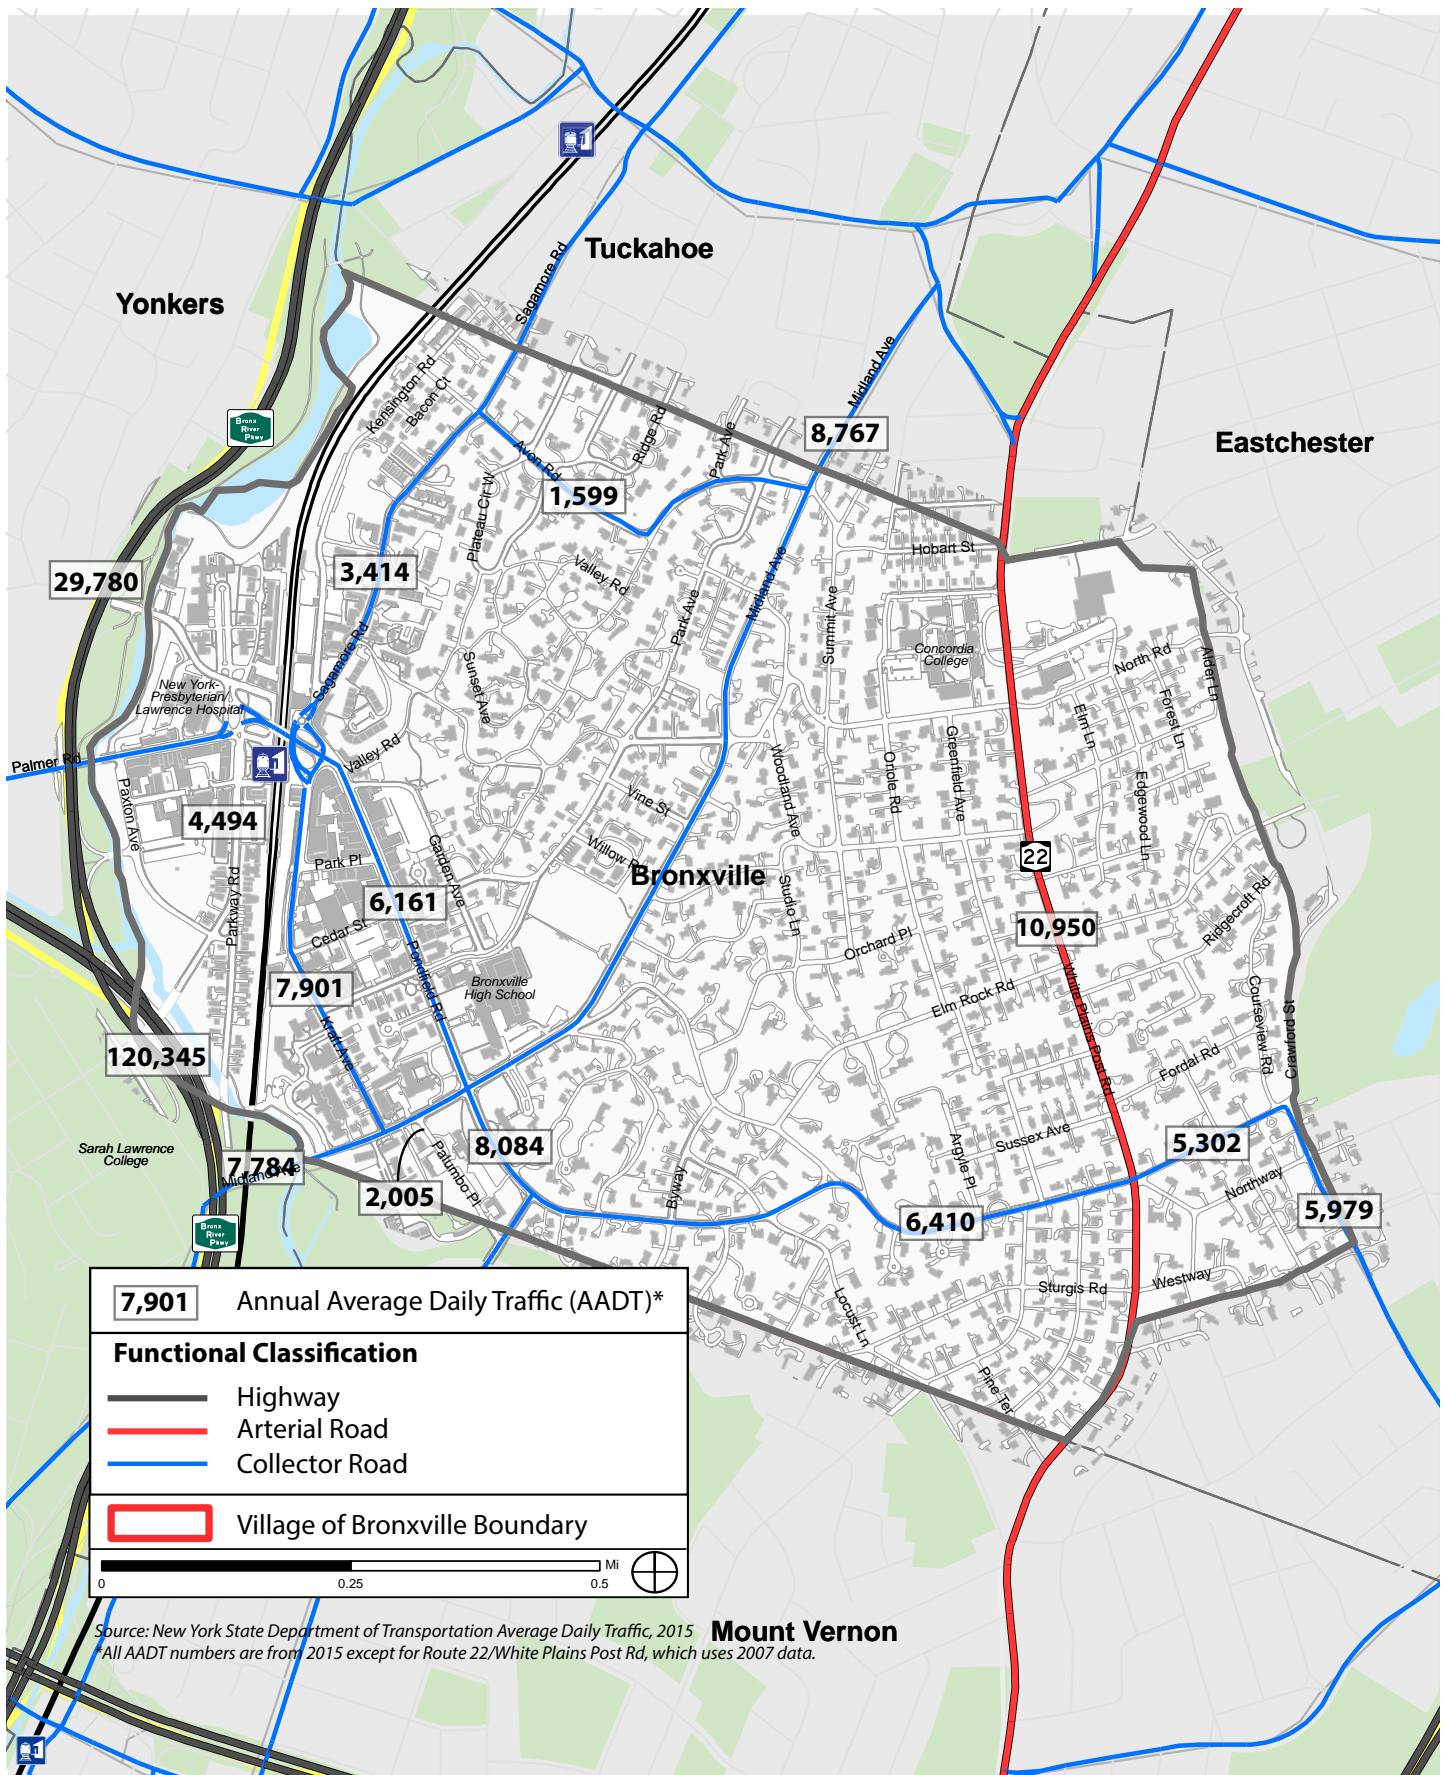 Tuckahoe
Yonkers
Eastchester
Sagamore Rd
Midland Ave
Kensington Rd
Bacon Ct
Bronx
River
Pkwy
8,767
Ridge Rd
Park Ave
Avon Rd
1,599
Plateau Cir W
Hobart St
29,780
3,414
Valley Rd
Midland Ave
Park Ave
Summit Ave
Concordia
College
North Rd
Alder Ln
Sagamore Rd
Sunset Ave
New York-
Presbyterian/
Lawrence Hospital
Elm Ln
Forest Ln
Palmer Rd
Valley Rd
Woodland Ave
Oriole Rd
Greenfield Ave
Edgewood Ln
Paxton Ave
4,494
Vine St
Willow Rd
Park Pl
Garden Ave
22
Bronxville
6,161
Studio Ln
Parkway Rd
Cedar St
10,950
Ridgecroft Rd
Orchard Pl
Pondfield Rd
7,901
Bronxville
High School
Elm Rock Rd
White Plains Post Rd
Courseview Rd
Crawford St
Kraft Ave
120,345
Fordal Rd
Sarah Lawrence
College
7,784
Midland Ave
8,084
Palumbo Pl
Argyle Pl
Sussex Ave
5,302
2,005
Byway
Northway
5,979
6,410
Bronx
River
Pkwy
Sturgis Rd
Westway
Locust Ln
Pine Ter
7,901
Annual Average Daily Traffic (AADT)*
Functional Classification
Highway
Arterial Road
Collector Road
Village of Bronxville Boundary
Mi
0 0.25 0.5
Mount Vernon
Source: New York State Department of Transportation Average Daily Traffic, 2015
*All AADT numbers are from 2015 except for Route 22/White Plains Post Rd, which uses 2007 data.